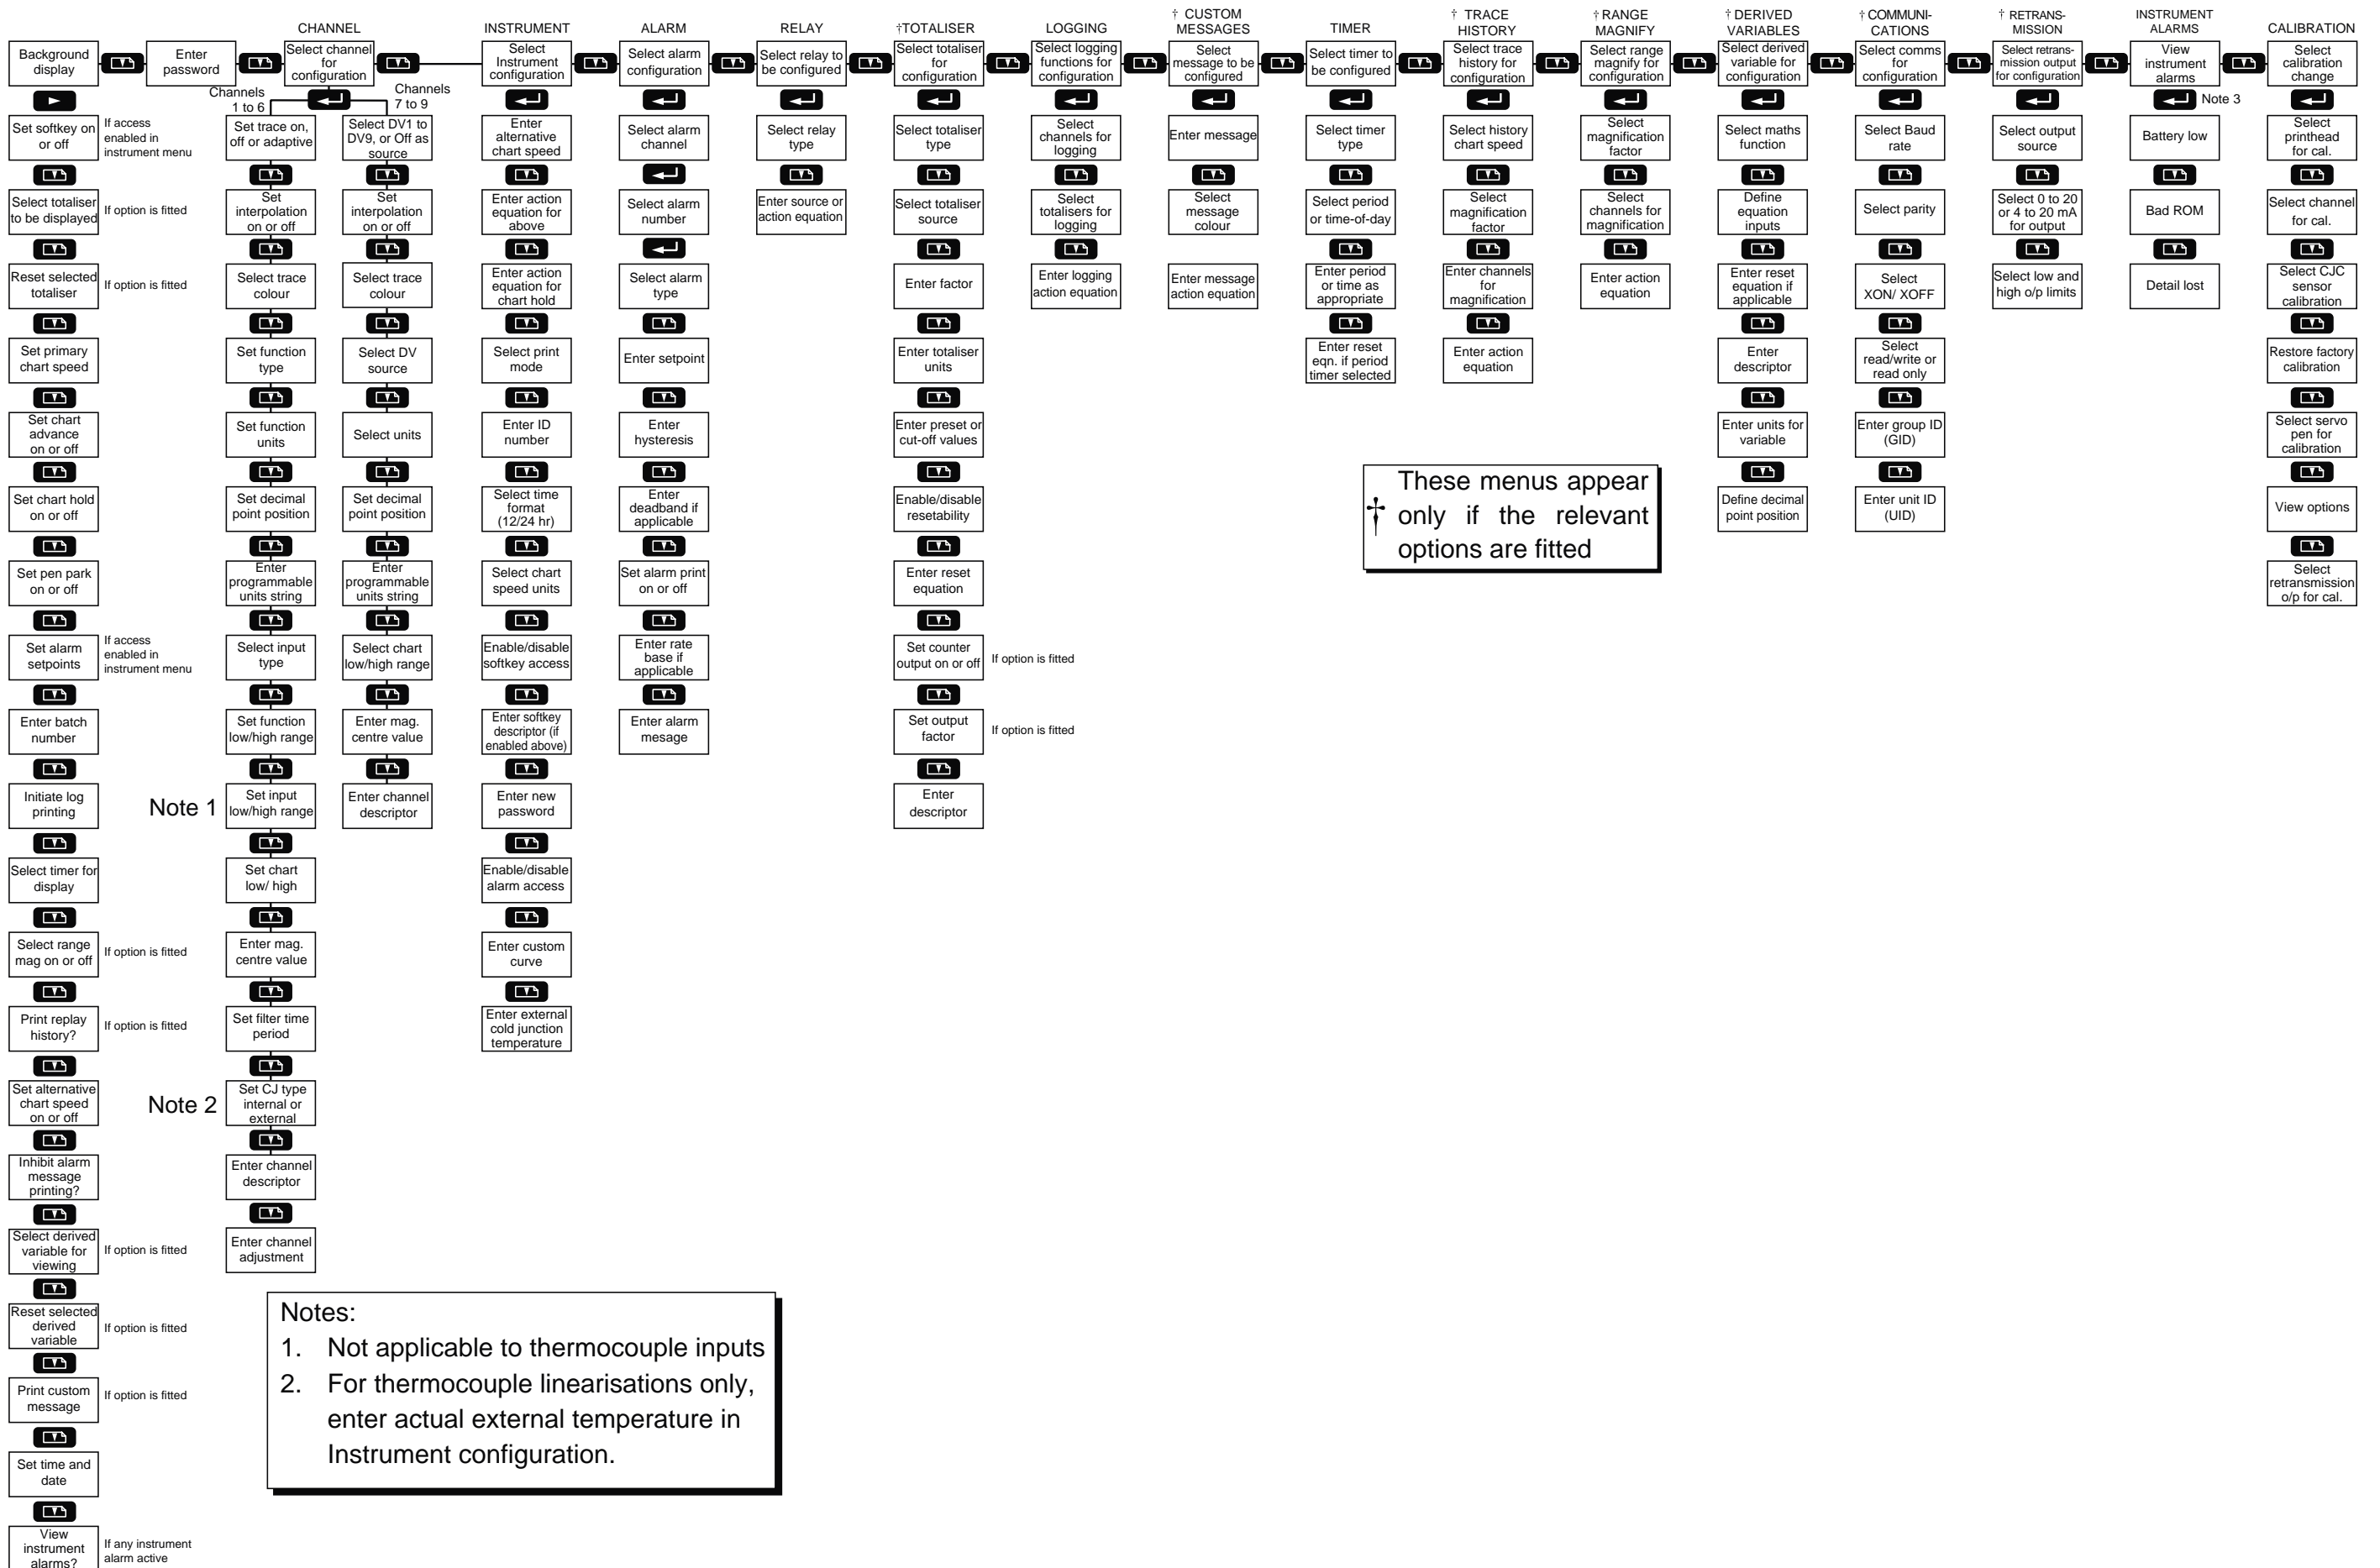 CHANNEL
INSTRUMENT
ALARM
RELAY
†TOTALISER
LOGGING
† CUSTOM
MESSAGES
TIMER
† TRACE
HISTORY
† RANGE
MAGNIFY
† DERIVED
VARIABLES
† COMMUNI-
CATIONS
† RETRANS-
MISSION
INSTRUMENT
ALARMS
CALIBRATION
Background
display
Enter
password
Select channel
for
configuration
Select
Instrument
configuration
Select alarm
configuration
Select relay to
be configured
Select totaliser
for
configuration
Select logging
functions for
configuration
Select
message to be
configured
Select timer to
be configured
Select trace
history for
configuration
Select range
magnify for
configuration
Select derived
variable for
configuration
Select comms
for
configuration
Select retrans-
mission output
for configuration
View
instrument
alarms
Select
calibration
change
Set softkey on
or off
If access
enabled in
instrument menu
Select totaliser
to be displayed
If option is fitted
Reset selected
totaliser
If option is fitted
Set primary
chart speed
Set chart
advance
on or off
Set chart hold
on or off
Set pen park
on or off
Set alarm
setpoints
If access
enabled in
instrument menu
Enter batch
number
Initiate log
printing
Select timer for
display
Select range
mag on or off
If option is fitted
Print replay
history?
If option is fitted
Set alternative
chart speed
on or off
Inhibit alarm
message
printing?
Select derived
variable for
viewing
If option is fitted
Reset selected
derived
variable
If option is fitted
Print custom
message
If option is fitted
Set time and
date
View
instrument
alarms?
If any instrument
alarm active
Channels
1 to 6
Set trace on,
off or adaptive
Set
interpolation
on or off
Select trace
colour
Set function
type
Set function
units
Set decimal
point position
Enter
programmable
units string
Select input
type
Set function
low/high range
Note 1
Set input
low/high range
Set chart
low/ high
Enter mag.
centre value
Set filter time
period
Note 2
Set CJ type
internal or
external
Enter channel
descriptor
Enter channel
adjustment
Channels
7 to 9
Select DV1 to
DV9, or Off as
source
Set
interpolation
on or off
Select trace
colour
Select DV
source
Select units
Set decimal
point position
Enter
programmable
units string
Select chart
low/high range
Enter mag.
centre value
Enter channel
descriptor
Enter
alternative
chart speed
Enter action
equation for
above
Enter action
equation for
chart hold
Select print
mode
Enter ID
number
Select time
format
(12/24 hr)
Select chart
speed units
Enable/disable
softkey access
Enter softkey
descriptor (if
enabled above)
Enter new
password
Enable/disable
alarm access
Enter custom
curve
Enter external
cold junction
temperature
Select alarm
channel
Select alarm
number
Select alarm
type
Enter setpoint
Enter
hysteresis
Enter
deadband if
applicable
Set alarm print
on or off
Enter rate
base if
applicable
Enter alarm
mesage
Select relay
type
Enter source or
action equation
Select totaliser
type
Select totaliser
source
Enter factor
Enter totaliser
units
Enter preset or
cut-off values
Enable/disable
resetability
Enter reset
equation
Set counter
output on or off
If option is fitted
Set output
factor
If option is fitted
Enter
descriptor
Select
channels for
logging
Select
totalisers for
logging
Enter logging
action equation
Enter message
Select
message
colour
Enter message
action equation
Select timer
type
Select period
or time-of-day
Enter period
or time as
appropriate
Enter reset
eqn. if period
timer selected
Select history
chart speed
Select
magnification
factor
Enter channels
for
magnification
Enter action
equation
Select
magnification
factor
Select
channels for
magnification
Enter action
equation
Select maths
function
Define
equation
inputs
Enter reset
equation if
applicable
Enter
descriptor
Enter units for
variable
Define decimal
point position
Select Baud
rate
Select parity
Select
XON/ XOFF
Select
read/write or
read only
Enter group ID
(GID)
Enter unit ID
(UID)
Select output
source
Select 0 to 20
or 4 to 20 mA
for output
Select low and
high o/p limits
Note 3
Battery low
Bad ROM
Detail lost
Select
printhead
for cal.
Select channel
for cal.
Select CJC
sensor
calibration
Restore factory
calibration
Select servo
pen for
calibration
View options
Select
retransmission
o/p for cal.
† These menus appear
only if the relevant
options are fitted
Notes:
1. Not applicable to thermocouple inputs
2. For thermocouple linearisations only,
enter actual external temperature in
Instrument configuration.